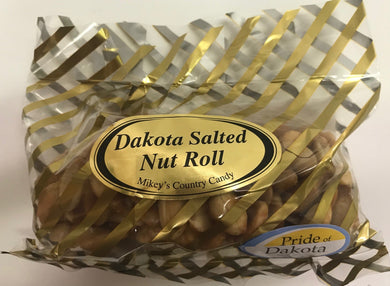 Dakota Salted
Nut Roll
Mikey's Country Candy
Pride of
Dakota